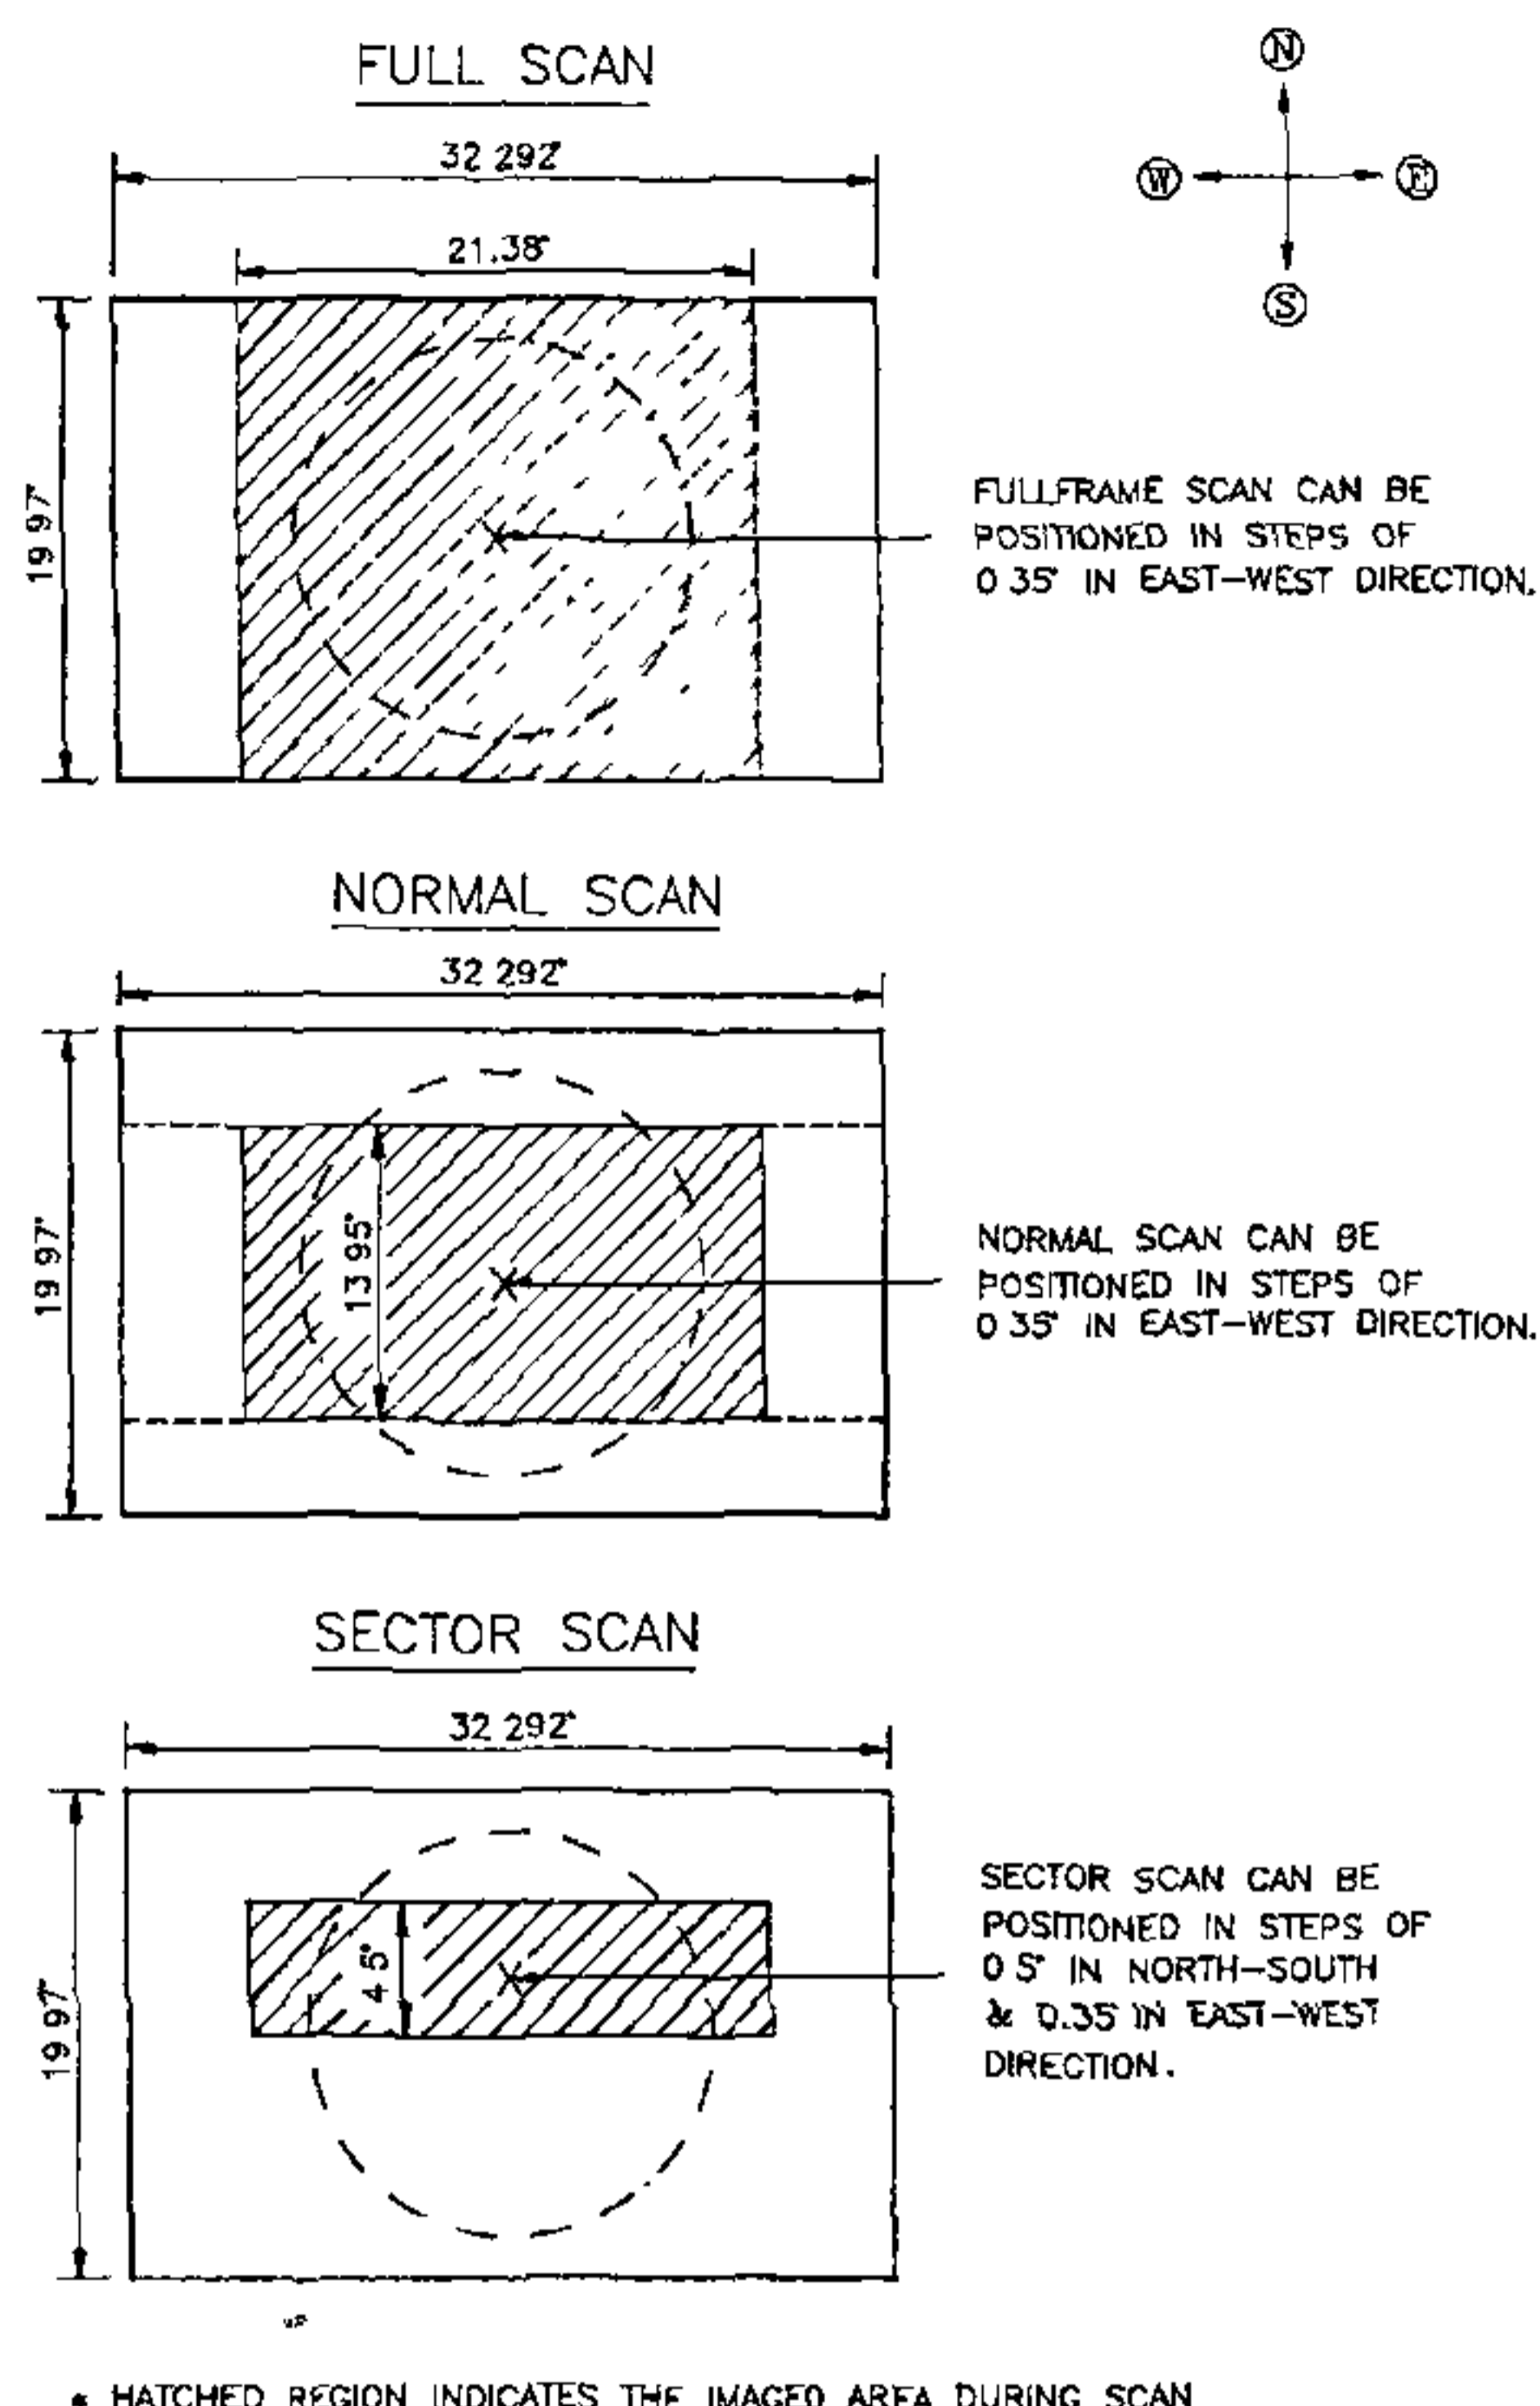 FULL SCAN
N
W
E
S
32 292°
21.38°
19 97°
FULLFRAME SCAN CAN BE
POSITIONED IN STEPS OF
0 35° IN EAST-WEST DIRECTION.
NORMAL SCAN
32 292°
19 97°
13 95°
NORMAL SCAN CAN BE
POSITIONED IN STEPS OF
0 35° IN EAST-WEST DIRECTION.
SECTOR SCAN
32 292°
19 97°
4 5°
SECTOR SCAN CAN BE
POSITIONED IN STEPS OF
0 5° IN NORTH-SOUTH
& 0.35 IN EAST-WEST
DIRECTION.
* HATCHED REGION INDICATES THE IMAGED AREA DURING SCAN